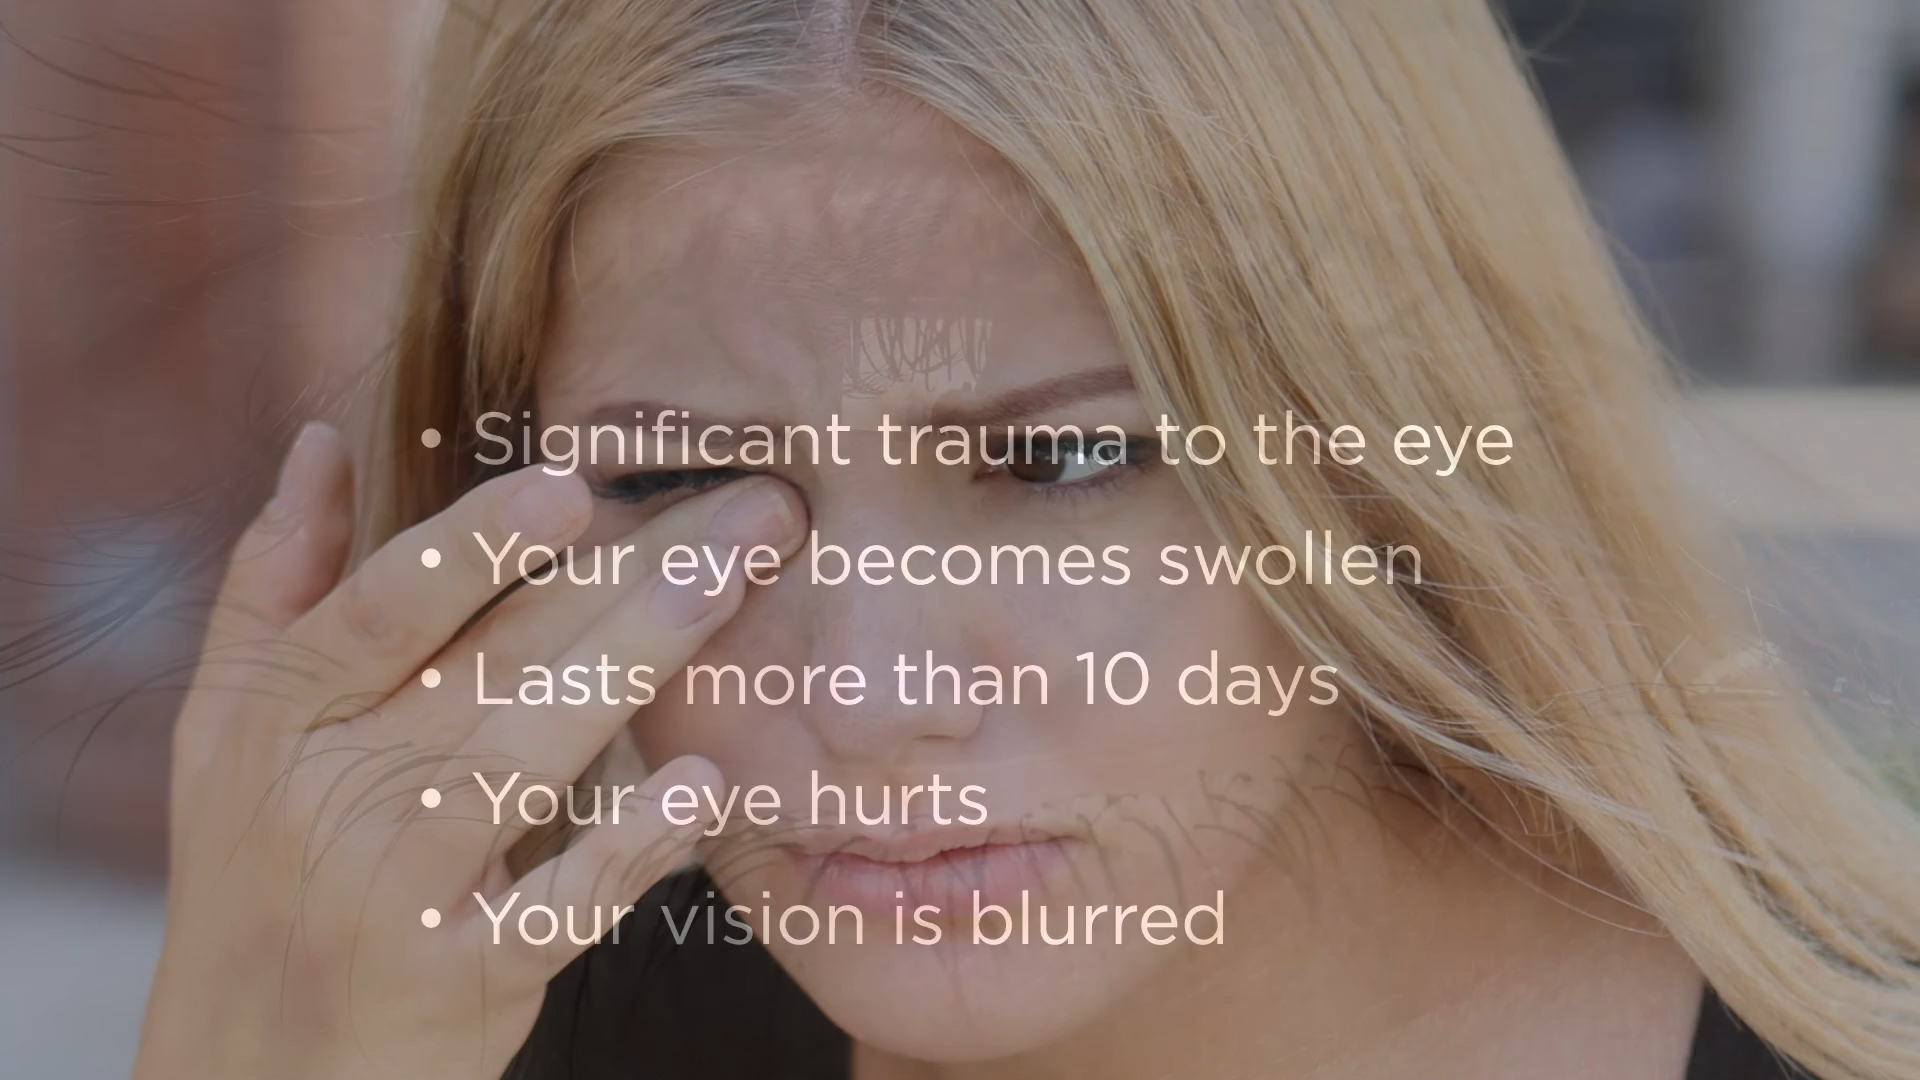 • Significant trauma to the eye
• Your eye becomes swollen
• Lasts more than 10 days
• Your eye hurts
• Your vision is blurred